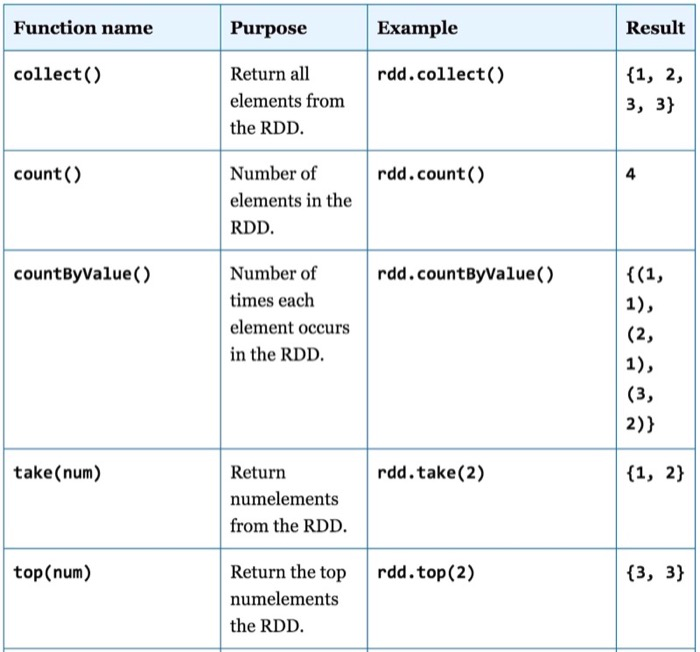 Function name Purpose Example Result
collect() Return all rdd.collect() {1, 2,
elements from 3, 3}
the RDD.
count() Number of rdd.count() 4
elements in the
RDD.
countByValue() Number of rdd.countByValue() {(1,
times each 1),
element occurs (2,
in the RDD. 1),
(3,
2)}
take(num) Return rdd.take(2) {1, 2}
numelements
from the RDD.
top(num) Return the top rdd.top(2) {3, 3}
numelements
the RDD.